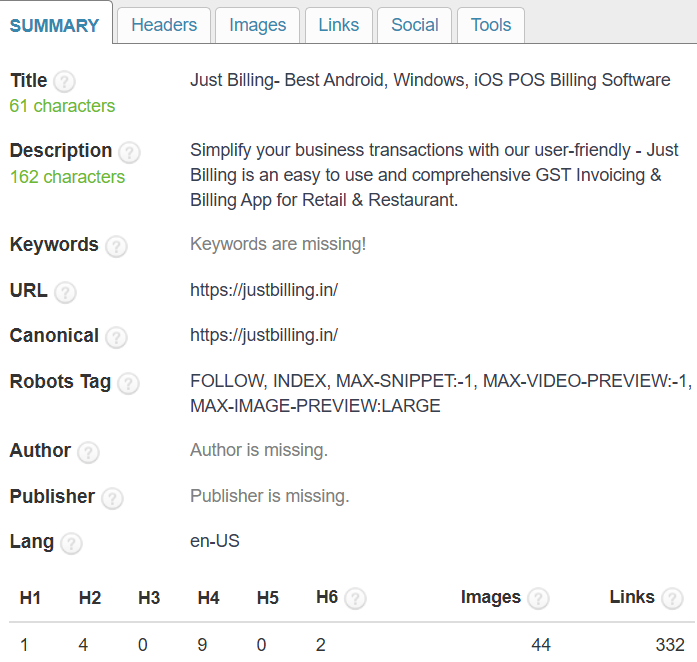 SUMMARY Headers Images Links Social Tools
Title ? Just Billing- Best Android, Windows, iOS POS Billing Software
61 characters
Description ? Simplify your business transactions with our user-friendly - Just
162 characters Billing is an easy to use and comprehensive GST Invoicing &
Billing App for Retail & Restaurant.
Keywords ? Keywords are missing!
URL ? https://justbilling.in/
Canonical ? https://justbilling.in/
Robots Tag ? FOLLOW, INDEX, MAX-SNIPPET:-1, MAX-VIDEO-PREVIEW:-1,
MAX-IMAGE-PREVIEW:LARGE
Author ? Author is missing.
Publisher ? Publisher is missing.
Lang ? en-US
H1 H2 H3 H4 H5 H6 ? Images ? Links ?
1 4 0 9 0 2 44 332